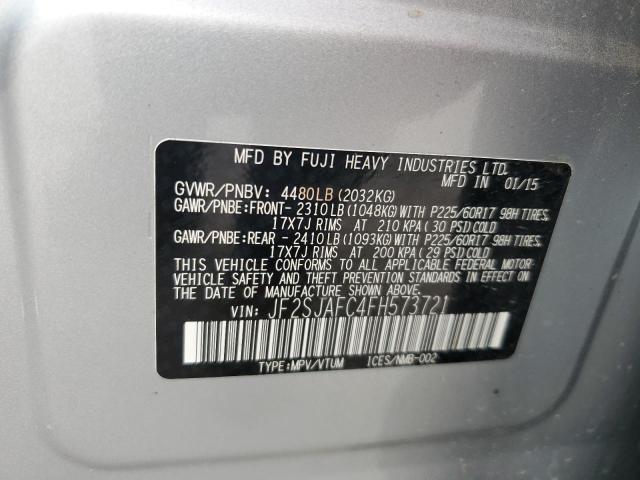 MFD BY FUJI HEAVY INDUSTRIES LTD.
MFD IN 01/15
GVWR/PNBV: 4480LB (2032KG)
GAWR/PNBE:FRONT- 2310LB (1048KG) WITH P225/60R17 98H TIRES,
17X7J RIMS AT 210 KPA ( 30 PSI) COLD
GAWR/PNBE:REAR - 2410LB (1093KG) WITH P225/60R17 98H TIRES,
17X7J RIMS AT 200 KPA ( 29 PSI) COLD
THIS VEHICLE CONFORMS TO ALL APPLICABLE FEDERAL MOTOR
VEHICLE SAFETY AND THEFT PREVENTION STANDARDS IN EFFECT ON
THE DATE OF MANUFACTURE SHOWN ABOVE.
VIN: JF2SJAFC4FH573721
TYPE:MPV/VTUM ICES/NMB-002